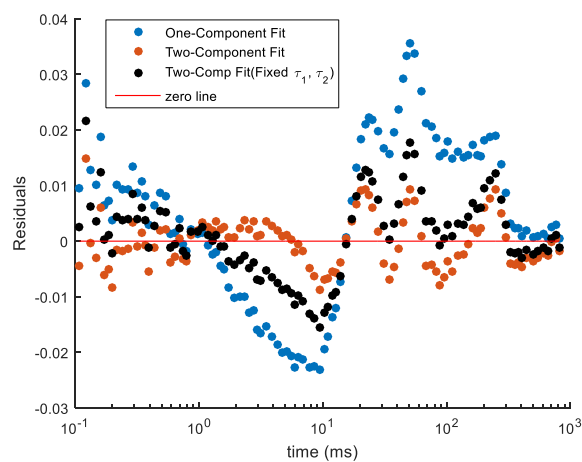 One-Component Fit
Two-Component Fit
Two-Comp Fit(Fixed τ1, τ2)
zero line
0.04
0.03
0.02
0.01
0
-0.01
-0.02
-0.03
Residuals
10-1 100 101 102 103
time (ms)